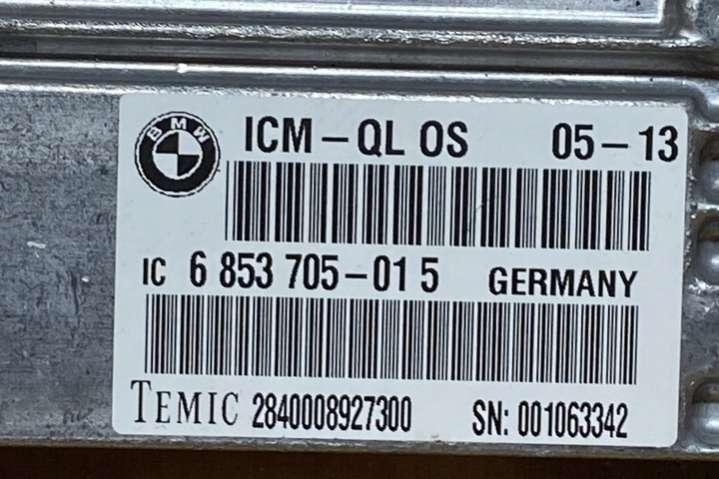 BMW
ICM-QL OS 05-13
IC 6 853 705-01 5 GERMANY
TEMIC 2840008927300 SN: 001063342